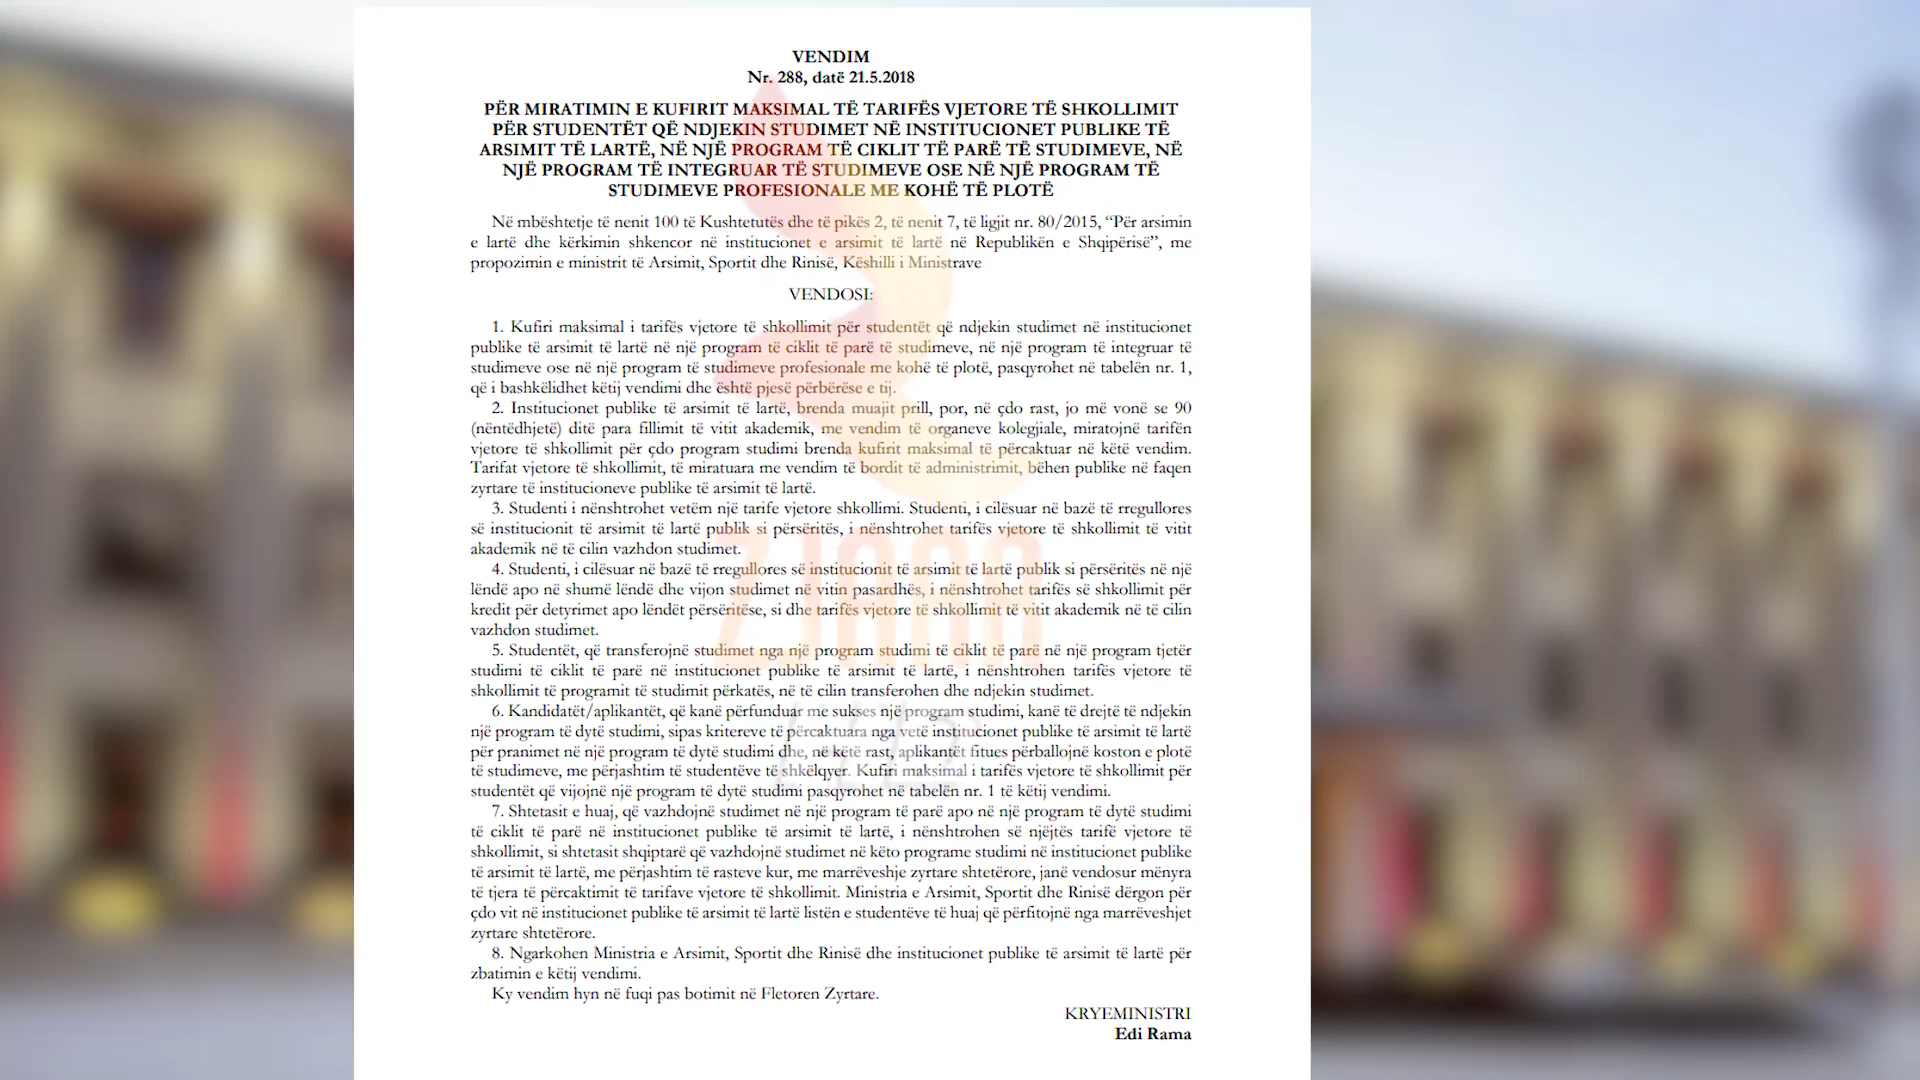 VENDIM
Nr. 288, datë 21.5.2018
PËR MIRATIMIN E KUFIRIT MAKSIMAL TË TARIFËS VJETORE TË SHKOLLIMIT
PËR STUDENTËT QË NDJEKIN STUDIMET NË INSTITUCIONET PUBLIKE TË
ARSIMIT TË LARTË, NË NJË PROGRAM TË CIKLIT TË PARË TË STUDIMEVE, NË
NJË PROGRAM TË INTEGRUAR TË STUDIMEVE OSE NË NJË PROGRAM TË
STUDIMEVE PROFESIONALE ME KOHË TË PLOTË
Në mbështetje të nenit 100 të Kushtetutës dhe të pikës 2, të nenit 7, të ligjit nr. 80/2015, “Për arsimin
e lartë dhe kërkimin shkencor në institucionet e arsimit të lartë në Republikën e Shqipërisë”, me
propozimin e ministrit të Arsimit, Sportit dhe Rinisë, Këshilli i Ministrave
VENDOSI:
1. Kufiri maksimal i tarifës vjetore të shkollimit për studentët që ndjekin studimet në institucionet
publike të arsimit të lartë në një program të ciklit të parë të studimeve, në një program të integruar të
studimeve ose në një program të studimeve profesionale me kohë të plotë, pasqyrohet në tabelën nr. 1,
që i bashkëlidhet këtij vendimi dhe është pjesë përbërëse e tij.
2. Institucionet publike të arsimit të lartë, brenda muajit prill, por, në çdo rast, jo më vonë se 90
(nëntëdhjetë) ditë para fillimit të vitit akademik, me vendim të organeve kolegjiale, miratojnë tarifën
vjetore të shkollimit për çdo program studimi brenda kufirit maksimal të përcaktuar në këtë vendim.
Tarifat vjetore të shkollimit, të miratuara me vendim të bordit të administrimit, bëhen publike në faqen
zyrtare të institucioneve publike të arsimit të lartë.
3. Studenti i nënshtrohet vetëm një tarife vjetore shkollimi. Studenti, i cilësuar në bazë të rregullores
së institucionit të arsimit të lartë publik si përsëritës, i nënshtrohet tarifës vjetore të shkollimit të vitit
akademik në të cilin vazhdon studimet.
4. Studenti, i cilësuar në bazë të rregullores së institucionit të arsimit të lartë publik si përsëritës në një
lëndë apo në shumë lëndë dhe vijon studimet në vitin pasardhës, i nënshtrohet tarifës së shkollimit për
kredit për detyrimet apo lëndët përsëritëse, si dhe tarifës vjetore të shkollimit të vitit akademik në të cilin
vazhdon studimet.
5. Studentët, që transferojnë studimet nga një program studimi të ciklit të parë në një program tjetër
studimi të ciklit të parë në institucionet publike të arsimit të lartë, i nënshtrohen tarifës vjetore të
shkollimit të programit të studimit përkatës, në të cilin transferohen dhe ndjekin studimet.
6. Kandidatët/aplikantët, që kanë përfunduar me sukses një program studimi, kanë të drejtë të ndjekin
një program të dytë studimi, sipas kritereve të përcaktuara nga vetë institucionet publike të arsimit të lartë
për pranimet në një program të dytë studimi dhe, në këtë rast, aplikantët fitues përballojnë koston e plotë
të studimeve, me përjashtim të studentëve të shkëlqyer. Kufiri maksimal i tarifës vjetore të shkollimit për
studentët që vijojnë një program të dytë studimi pasqyrohet në tabelën nr. 1 të këtij vendimi.
7. Shtetasit e huaj, që vazhdojnë studimet në një program të parë apo në një program të dytë studimi
të ciklit të parë në institucionet publike të arsimit të lartë, i nënshtrohen së njëjtës tarifë vjetore të
shkollimit, si shtetasit shqiptarë që vazhdojnë studimet në këto programe studimi në institucionet publike
të arsimit të lartë, me përjashtim të rasteve kur, me marrëveshje zyrtare shtetërore, janë vendosur mënyra
të tjera të përcaktimit të tarifave vjetore të shkollimit. Ministria e Arsimit, Sportit dhe Rinisë dërgon për
çdo vit në institucionet publike të arsimit të lartë listën e studentëve të huaj që përfitojnë nga marrëveshjet
zyrtare shtetërore.
8. Ngarkohen Ministria e Arsimit, Sportit dhe Rinisë dhe institucionet publike të arsimit të lartë për
zbatimin e këtij vendimi.
Ky vendim hyn në fuqi pas botimit në Fletoren Zyrtare.
KRYEMINISTRI
Edi Rama